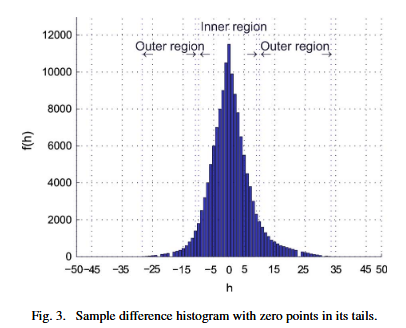 Inner region
Outer region Outer region
12000
10000
8000
6000
4000
2000
0
f(h)
-50-45 -35 -25 -15 -5 0 5 15 25 35 45 50
h
Fig. 3. Sample difference histogram with zero points in its tails.